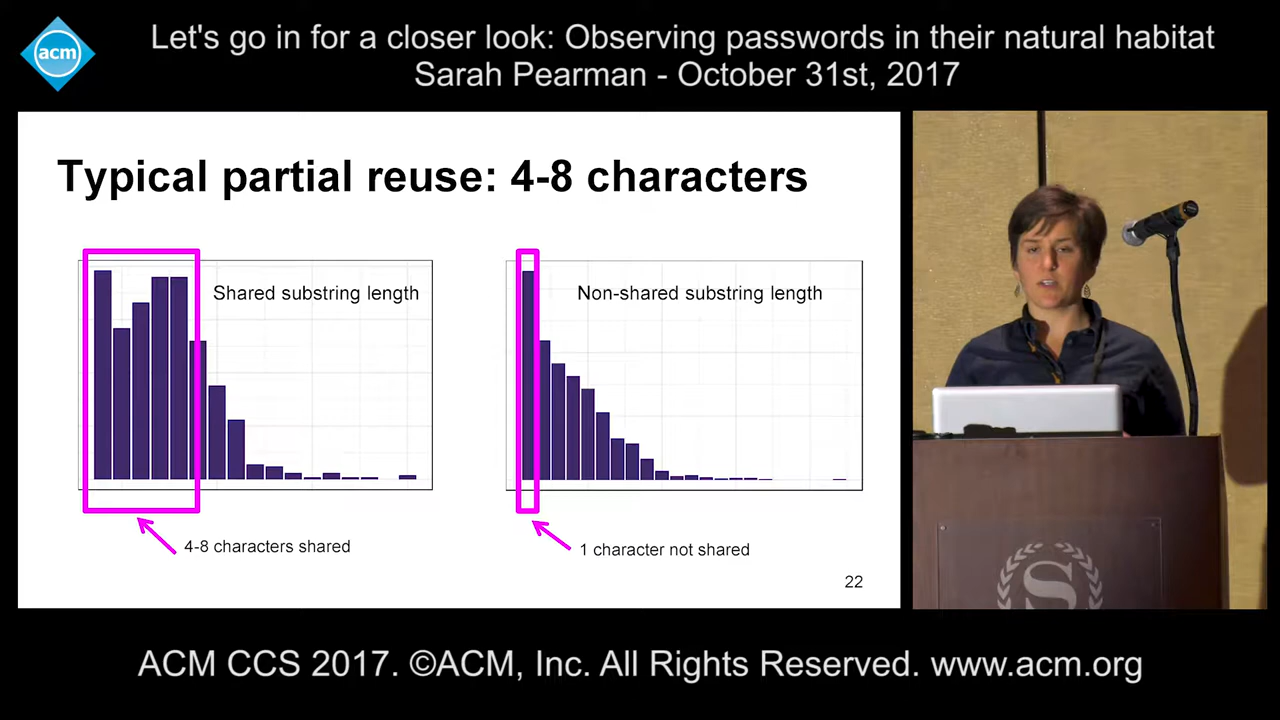 acm
Let's go in for a closer look: Observing passwords in their natural habitat
Sarah Pearman - October 31st, 2017
Typical partial reuse: 4-8 characters
Shared substring length
Non-shared substring length
4-8 characters shared
1 character not shared
22
S
ACM CCS 2017. ©ACM, Inc. All Rights Reserved. www.acm.org